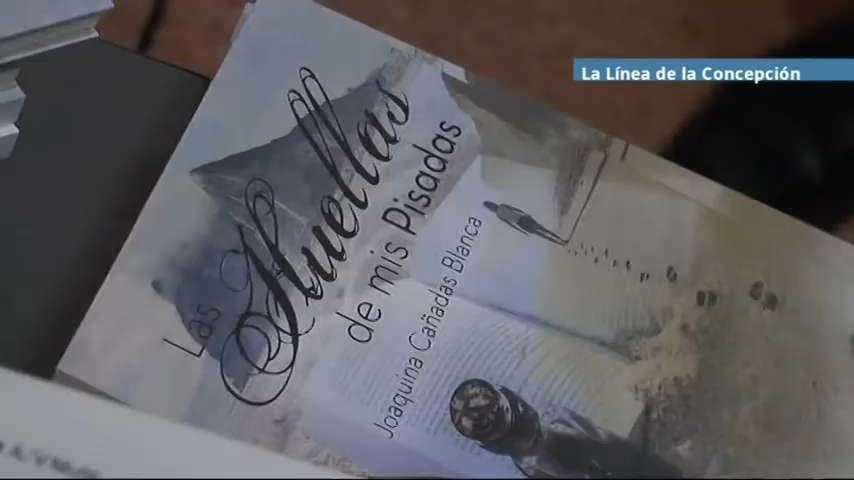 La Línea de la Concepción
Las Huellas
de mis Pisadas
Joaquina Cañadas Blanca